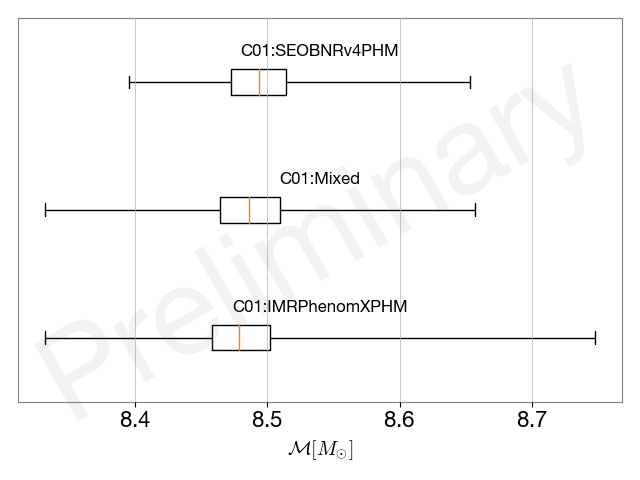 C01:SEOBNRv4PHM
C01:Mixed
C01:IMRPhenomXPHM
Preliminary
8.4 8.5 8.6 8.7
ℳ[M⊙]